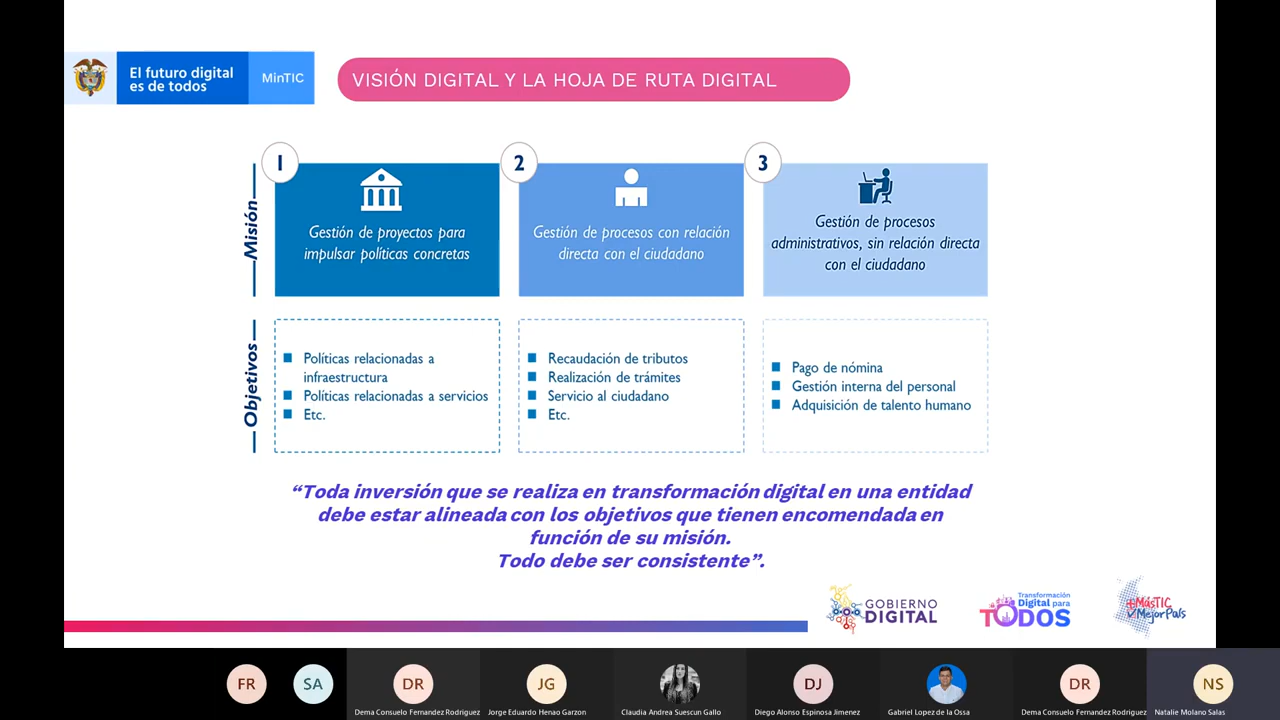 El futuro digital
es de todos
MinTIC
VISIÓN DIGITAL Y LA HOJA DE RUTA DIGITAL
Misión
1
Gestión de proyectos para
impulsar políticas concretas
2
Gestión de procesos con relación
directa con el ciudadano
3
Gestión de procesos
administrativos, sin relación directa
con el ciudadano
Objetivos
Políticas relacionadas a
infraestructura
Políticas relacionadas a servicios
Etc.
Recaudación de tributos
Realización de trámites
Servicio al ciudadano
Etc.
Pago de nómina
Gestión interna del personal
Adquisición de talento humano
“Toda inversión que se realiza en transformación digital en una entidad
debe estar alineada con los objetivos que tienen encomendada en
función de su misión.
Todo debe ser consistente”.
GOBIERNO
DIGITAL
Transformación
Digital para
TODOS
+MásTIC
✓MejorPaís
FR
SA
DR
Dema Consuelo Fernandez Rodriguez
JG
Jorge Eduardo Henao Garzon
Claudia Andrea Suescun Gallo
DJ
Diego Alonso Espinosa Jimenez
Gabriel Lopez de la Ossa
DR
Dema Consuelo Fernandez Rodriguez
NS
Natalie Molano Salas